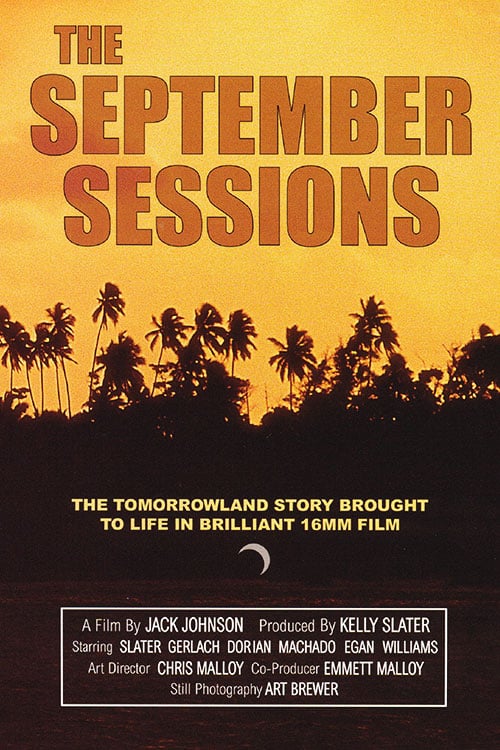 THE
SEPTEMBER
SESSIONS
THE TOMORROWLAND STORY BROUGHT
TO LIFE IN BRILLIANT 16MM FILM
A Film By JACK JOHNSON Produced By KELLY SLATER
Starring SLATER GERLACH DORIAN MACHADO EGAN WILLIAMS
Art Director CHRIS MALLOY Co-Producer EMMETT MALLOY
Still Photography ART BREWER